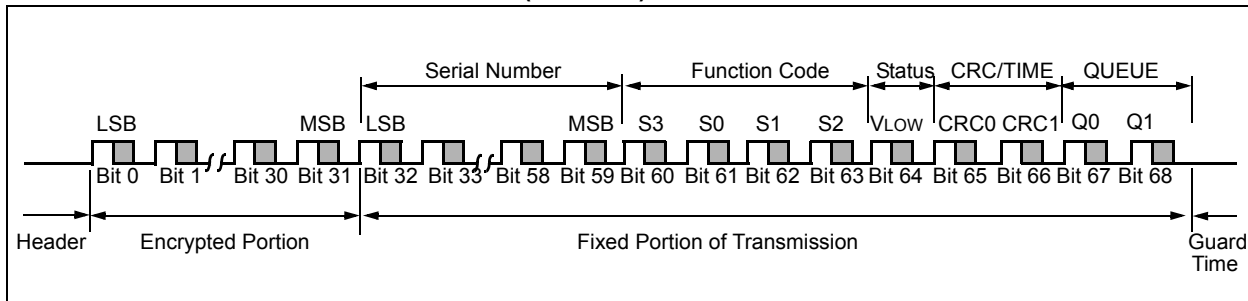 Serial Number Function Code Status CRC/TIME QUEUE
LSB MSB LSB MSB S3 S0 S1 S2 VLOW CRC0 CRC1 Q0 Q1
Bit 0 Bit 1 Bit 30 Bit 31 Bit 32 Bit 33 Bit 58 Bit 59 Bit 60 Bit 61 Bit 62 Bit 63 Bit 64 Bit 65 Bit 66 Bit 67 Bit 68
Header Encrypted Portion Fixed Portion of Transmission Guard
Time